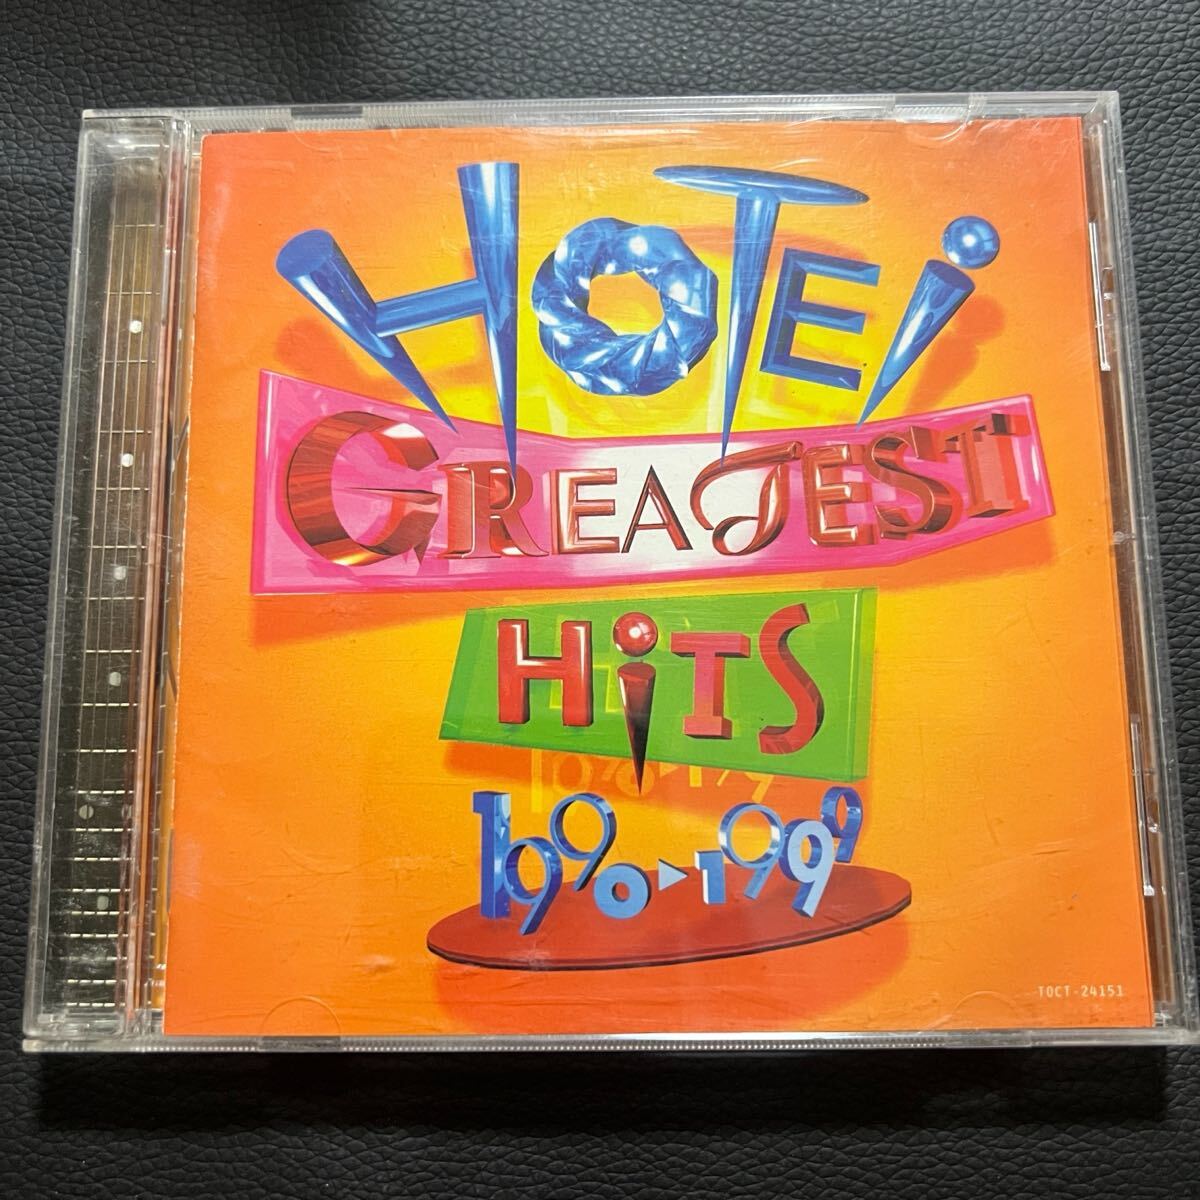 HOTEi
GREATEST
HiTS
1990▶1999
TOCT-24151